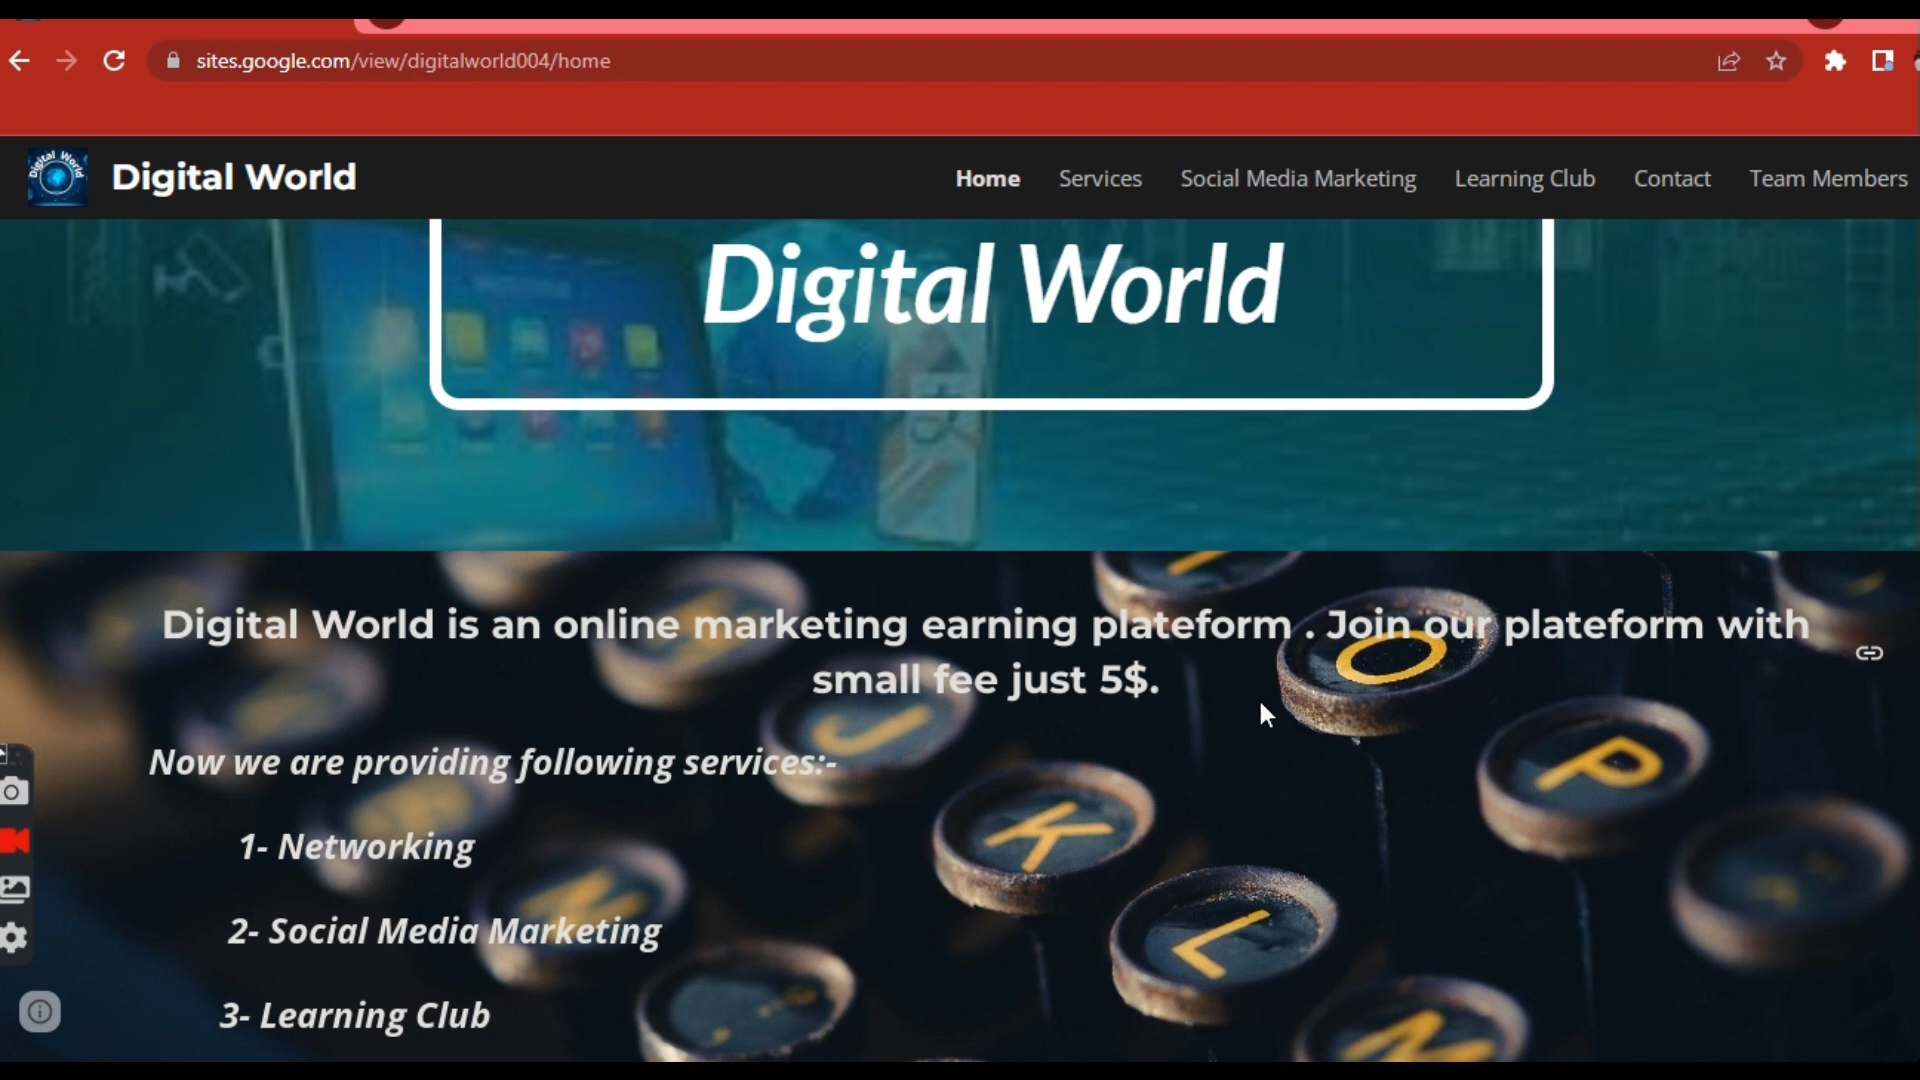 sites.google.com/view/digitalworld004/home
Digital World
Digital World
Home Services Social Media Marketing Learning Club Contact Team Members
Digital World
Digital World is an online marketing earning plateform . Join our plateform with
small fee just 5$.
Now we are providing following services:-
1- Networking
2- Social Media Marketing
3- Learning Club
O
J
P
K
L
N
M